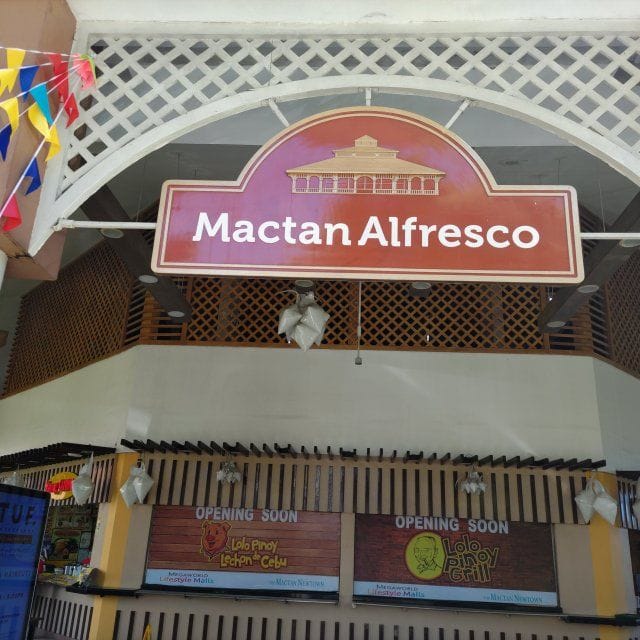 Mactan Alfresco
OPENING SOON
Lolo Pinoy
Lechon de Cebu
MEGAWORLD
Lifestyle Malls
THE MACTAN NEWTOWN
OPENING SOON
Lolo
Pinoy
Grill
MEGAWORLD
Lifestyle Malls
THE MACTAN NEWTOWN